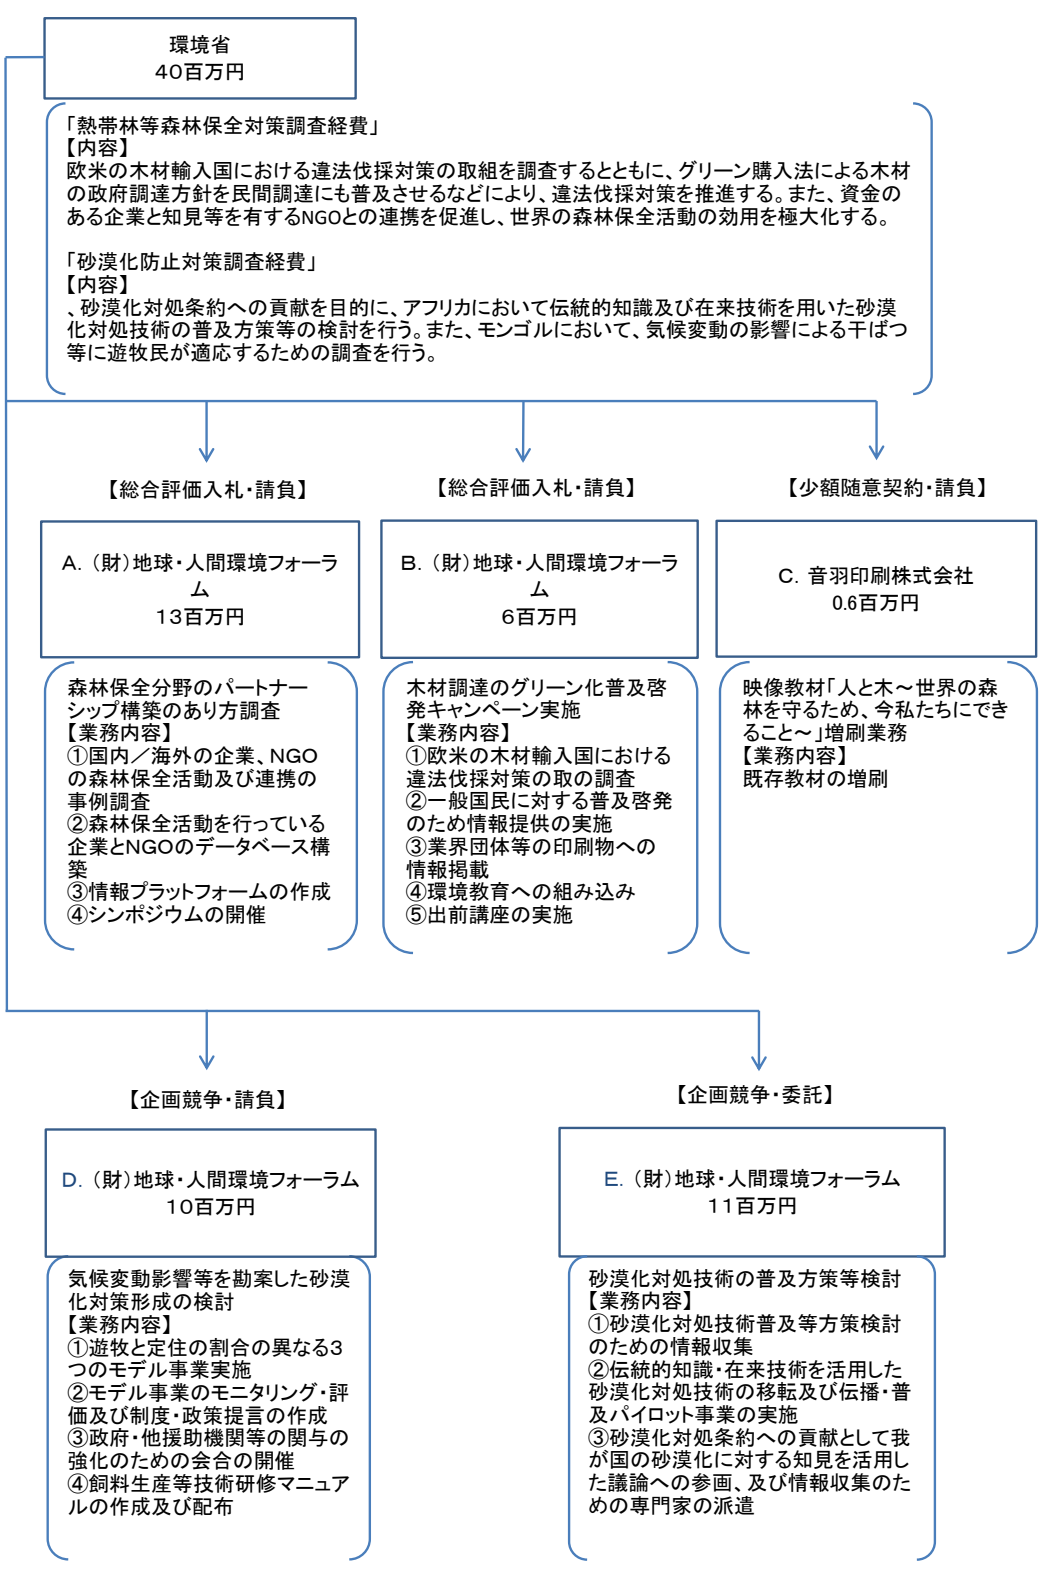 環境省
４０百万円
「熱帯林等森林保全対策調査経費」
【内容】
欧米の木材輸入国における違法伐採対策の取組を調査するとともに、グリーン購入法による木材
の政府調達方針を民間調達にも普及させるなどにより、違法伐採対策を推進する。また、資金の
ある企業と知見等を有するNGOとの連携を促進し、世界の森林保全活動の効用を極大化する。
「砂漠化防止対策調査経費」
【内容】
、砂漠化対処条約への貢献を目的に、アフリカにおいて伝統的知識及び在来技術を用いた砂漠
化対処技術の普及方策等の検討を行う。また、モンゴルにおいて、気候変動の影響による干ばつ
等に遊牧民が適応するための調査を行う。
【総合評価入札・請負】
A．（財）地球・人間環境フォーラ
ム
１３百万円
森林保全分野のパートナー
シップ構築のあり方調査
【業務内容】
①国内／海外の企業、NGO
の森林保全活動及び連携の
事例調査
②森林保全活動を行っている
企業とNGOのデータベース構
築
③情報プラットフォームの作成
④シンポジウムの開催
【総合評価入札・請負】
B．（財）地球・人間環境フォーラ
ム
６百万円
木材調達のグリーン化普及啓
発キャンペーン実施
【業務内容】
①欧米の木材輸入国における
違法伐採対策の取の調査
②一般国民に対する普及啓発
のため情報提供の実施
③業界団体等の印刷物への
情報掲載
④環境教育への組み込み
⑤出前講座の実施
【少額随意契約・請負】
C．音羽印刷株式会社
0.6百万円
映像教材「人と木～世界の森
林を守るため、今私たちにでき
ること～」増刷業務
【業務内容】
既存教材の増刷
【企画競争・請負】
D．（財）地球・人間環境フォーラム
１０百万円
気候変動影響等を勘案した砂漠
化対策形成の検討
【業務内容】
①遊牧と定住の割合の異なる３
つのモデル事業実施
②モデル事業のモニタリング・評
価及び制度・政策提言の作成
③政府・他援助機関等の関与の
強化のための会合の開催
④飼料生産等技術研修マニュア
ルの作成及び配布
【企画競争・委託】
E．（財）地球・人間環境フォーラム
１１百万円
砂漠化対処技術の普及方策等検討
【業務内容】
①砂漠化対処技術普及等方策検討
のための情報収集
②伝統的知識・在来技術を活用した
砂漠化対処技術の移転及び伝播・普
及パイロット事業の実施
③砂漠化対処条約への貢献として我
が国の砂漠化に対する知見を活用し
た議論への参画、及び情報収集のた
めの専門家の派遣